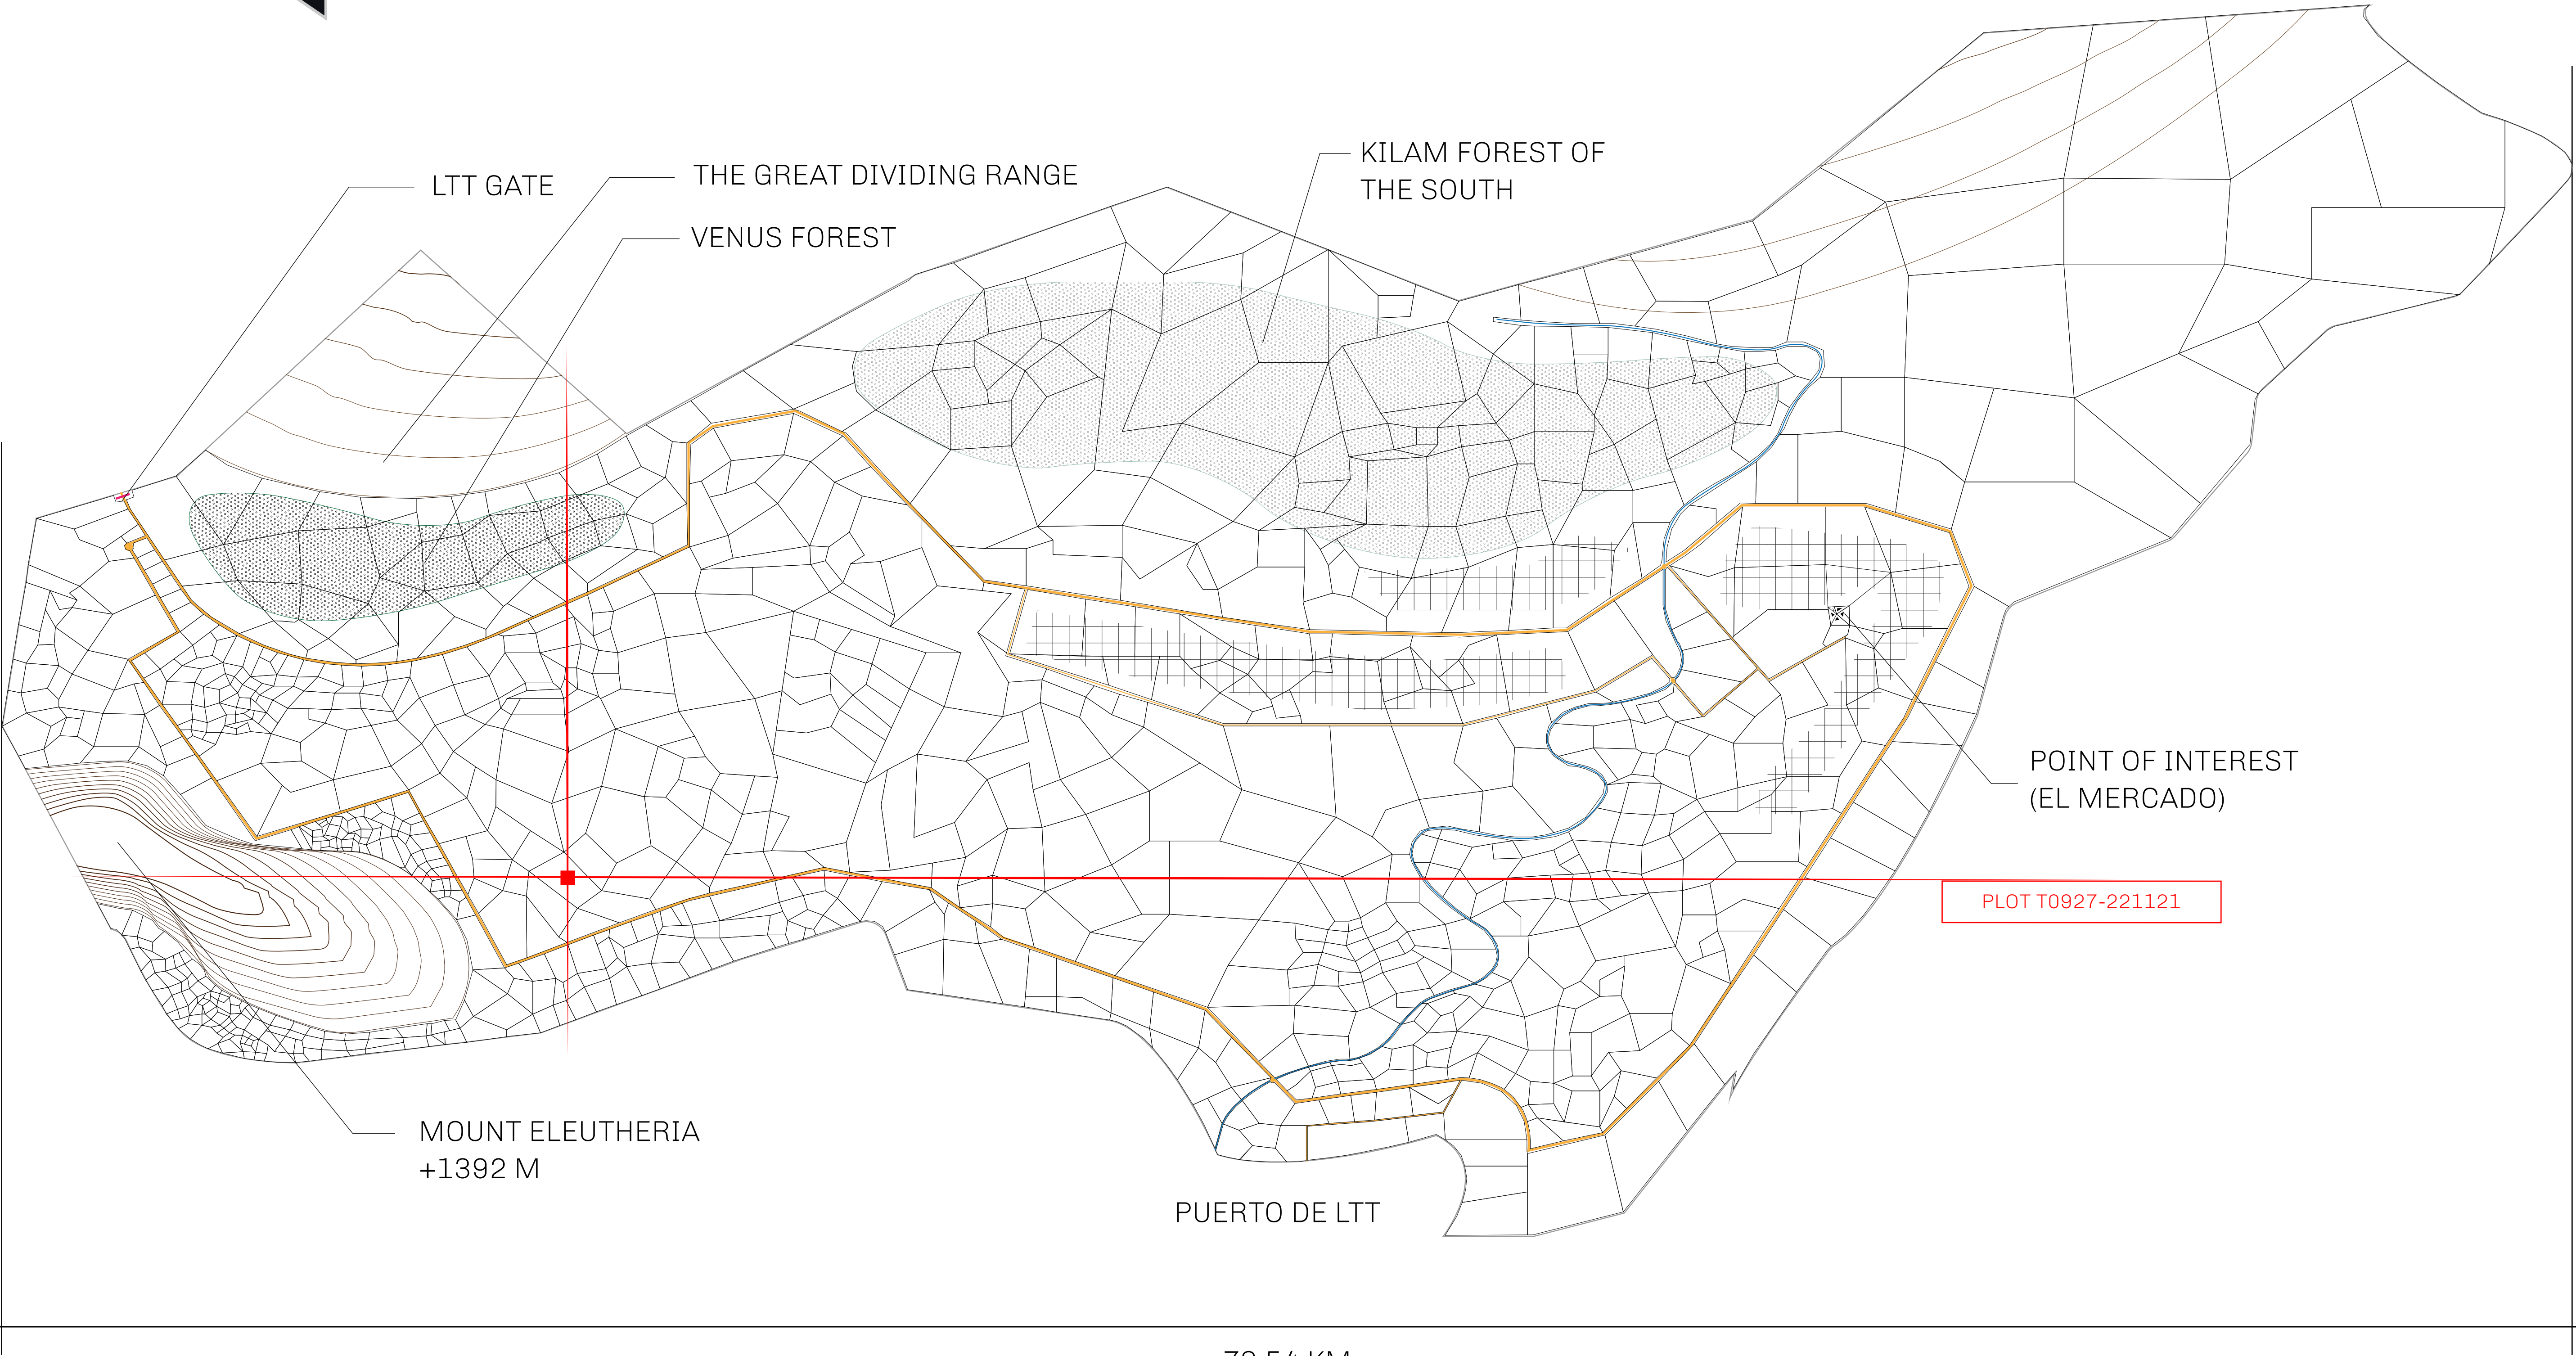 LTT GATE
THE GREAT DIVIDING RANGE
VENUS FOREST
KILAM FOREST OF
THE SOUTH
POINT OF INTEREST
(EL MERCADO)
PLOT T0927-221121
MOUNT ELEUTHERIA
+1392 M
PUERTO DE LTT
KM